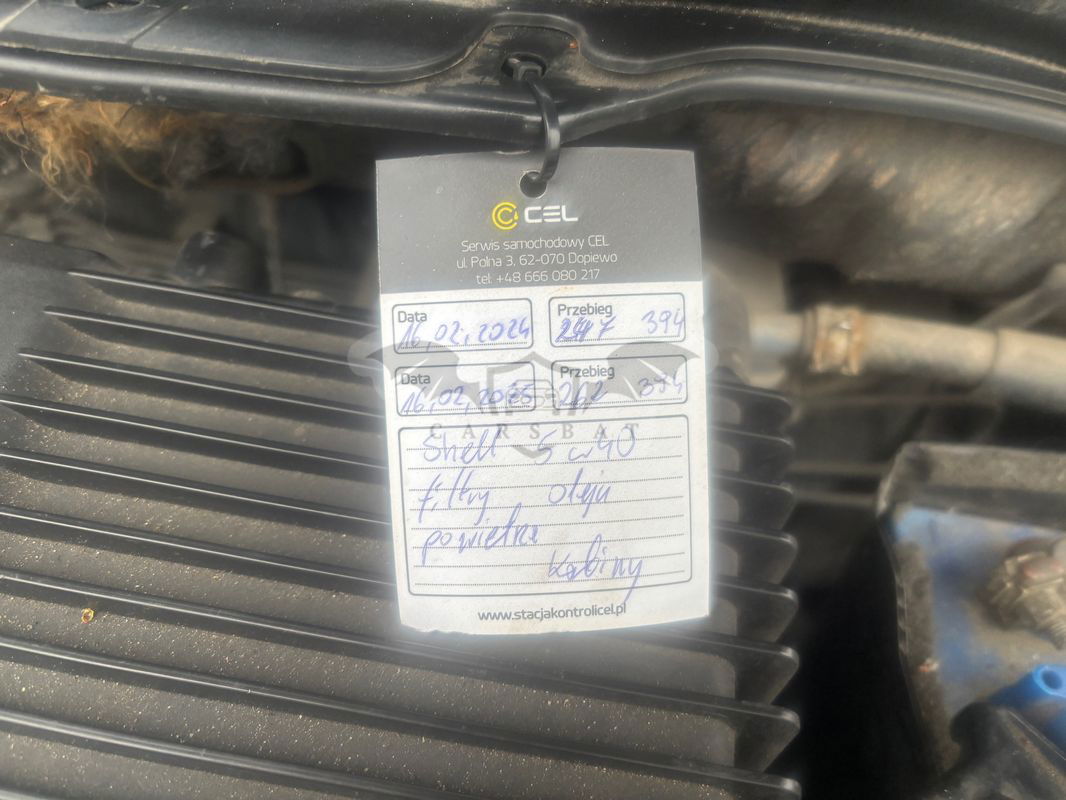 CEL
Serwis samochodowy CEL
ul. Polna 3, 62-070 Dopiewo
tel. +48 666 080 217
Data Przebieg
16,02,2024 247 394
Data Przebieg
16,02,2025 262 394
CARSBAT
Shell 5w40
filtry oleju
powietrza
kabiny
www.stacjakontrolicel.pl